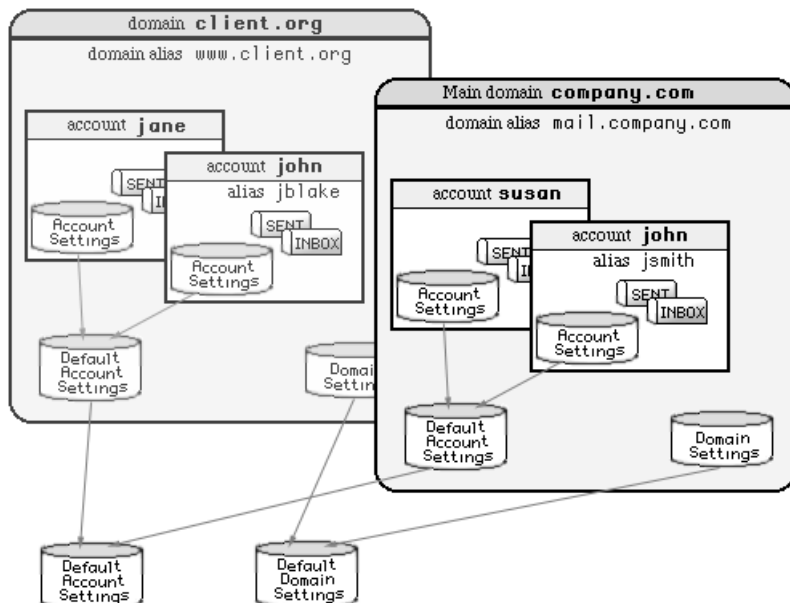 domain client.org
domain alias www.client.org
account jane
SENT
account john
alias jblake
SENT
INBOX
Account
Settings
Account
Settings
Default
Account
Settings
Main domain company.com
domain alias mail.company.com
account susan
SENT
account john
alias jsmith
SENT
INBOX
Account
Settings
Account
Settings
Default
Account
Settings
Domain
Settings
Default
Account
Settings
Default
Domain
Settings